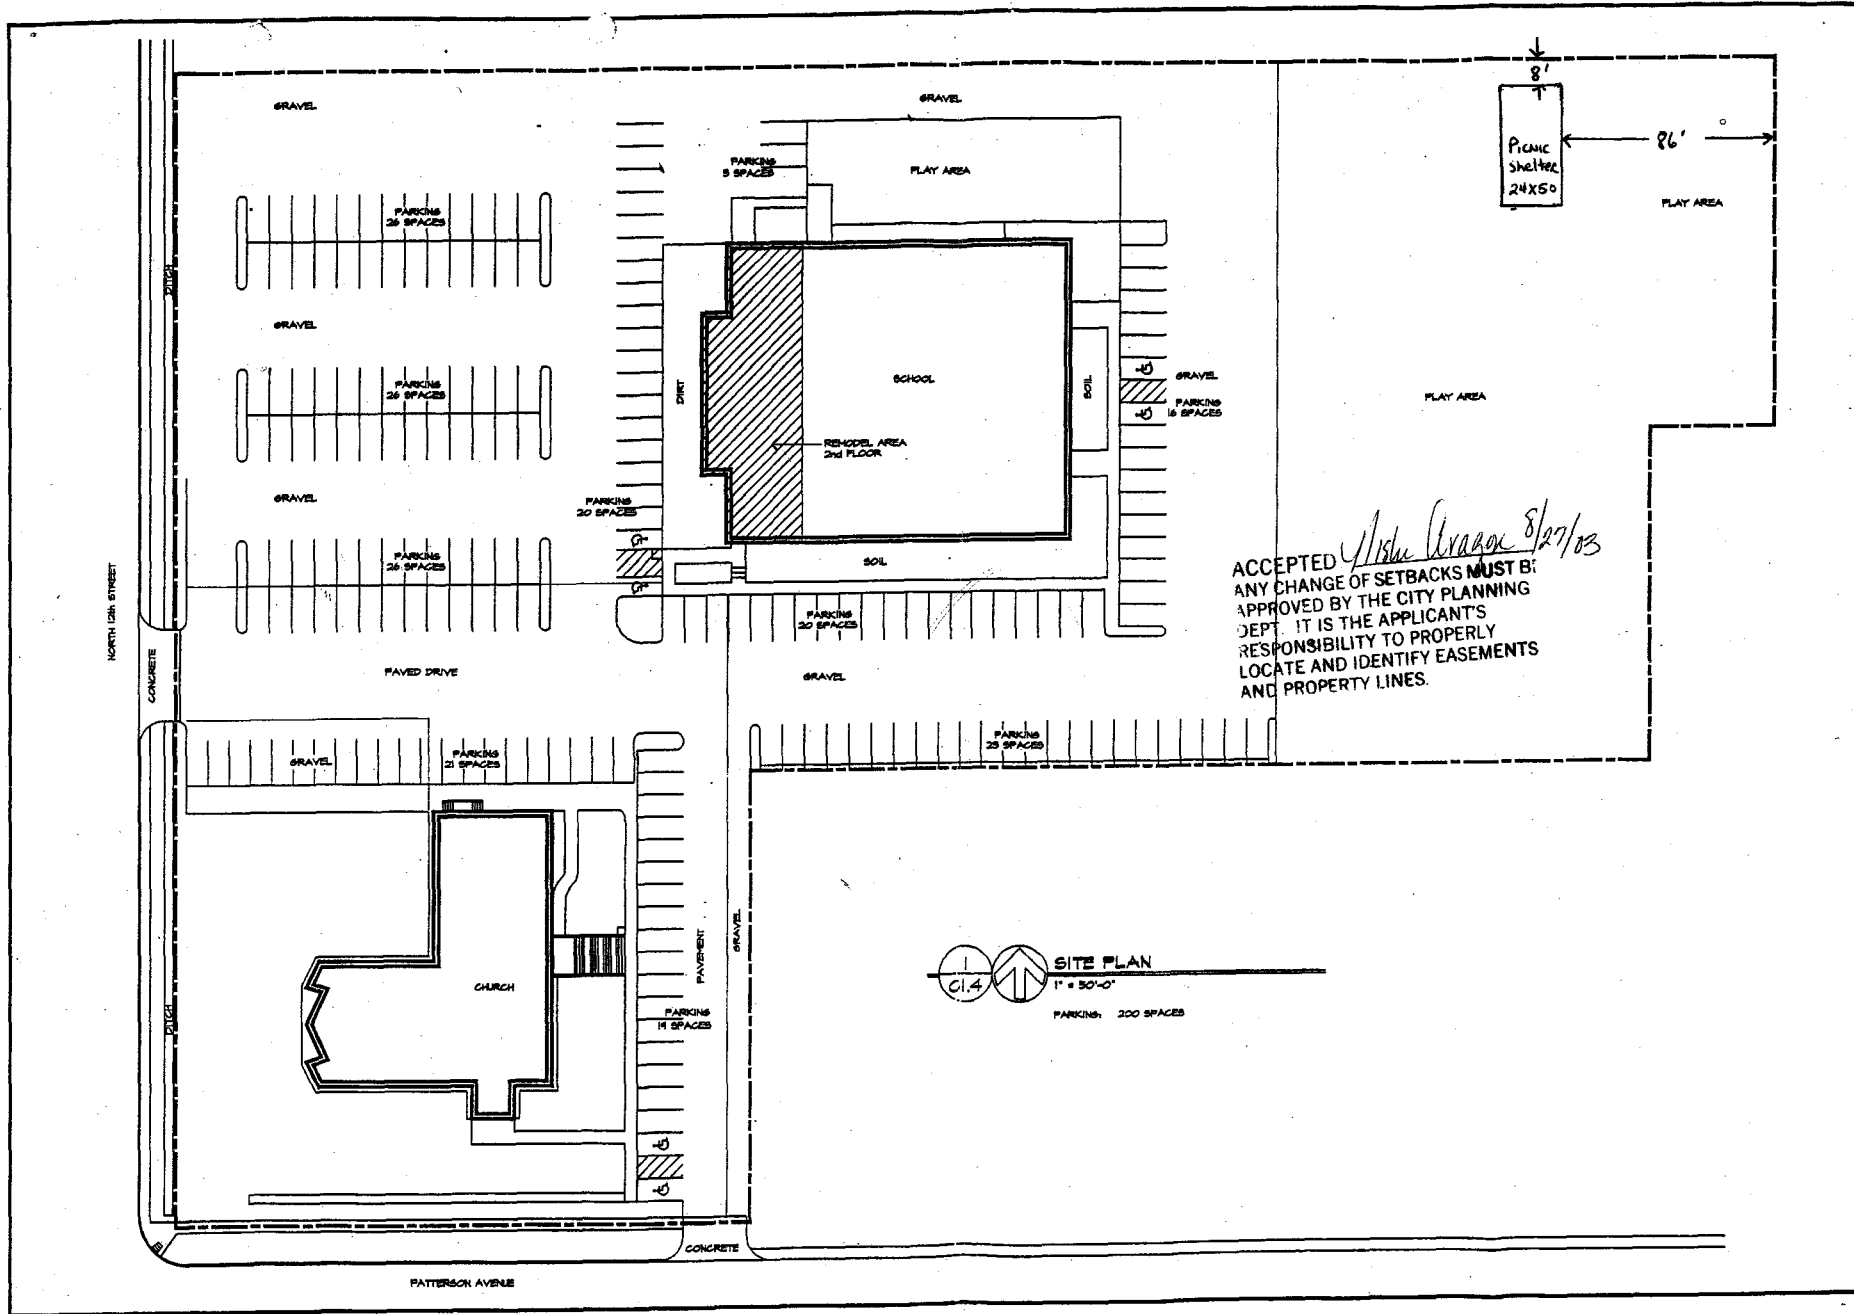 GRAVEL
GRAVEL
8'
PARKING
5 SPACES
PLAY AREA
Picnic
Shelter
24X50
86'
PLAY AREA
PARKING
26 SPACES
DITCH
GRAVEL
PARKING
26 SPACES
DIRT
SCHOOL
SOIL
GRAVEL
PARKING
16 SPACES
PLAY AREA
REMODEL AREA
2nd FLOOR
GRAVEL
PARKING
20 SPACES
PARKING
26 SPACES
SOIL
PARKING
20 SPACES
ACCEPTED 8/27/03
ANY CHANGE OF SETBACKS MUST BE
APPROVED BY THE CITY PLANNING
DEPT. IT IS THE APPLICANT'S
RESPONSIBILITY TO PROPERLY
LOCATE AND IDENTIFY EASEMENTS
AND PROPERTY LINES.
NORTH 12th STREET
CONCRETE
PAVED DRIVE
GRAVEL
GRAVEL
PARKING
21 SPACES
PARKING
23 SPACES
PAVEMENT
GRAVEL
CHURCH
DITCH
PARKING
19 SPACES
1
C1.4
SITE PLAN
1" = 50'-0"
PARKING: 200 SPACES
CONCRETE
PATTERSON AVENUE